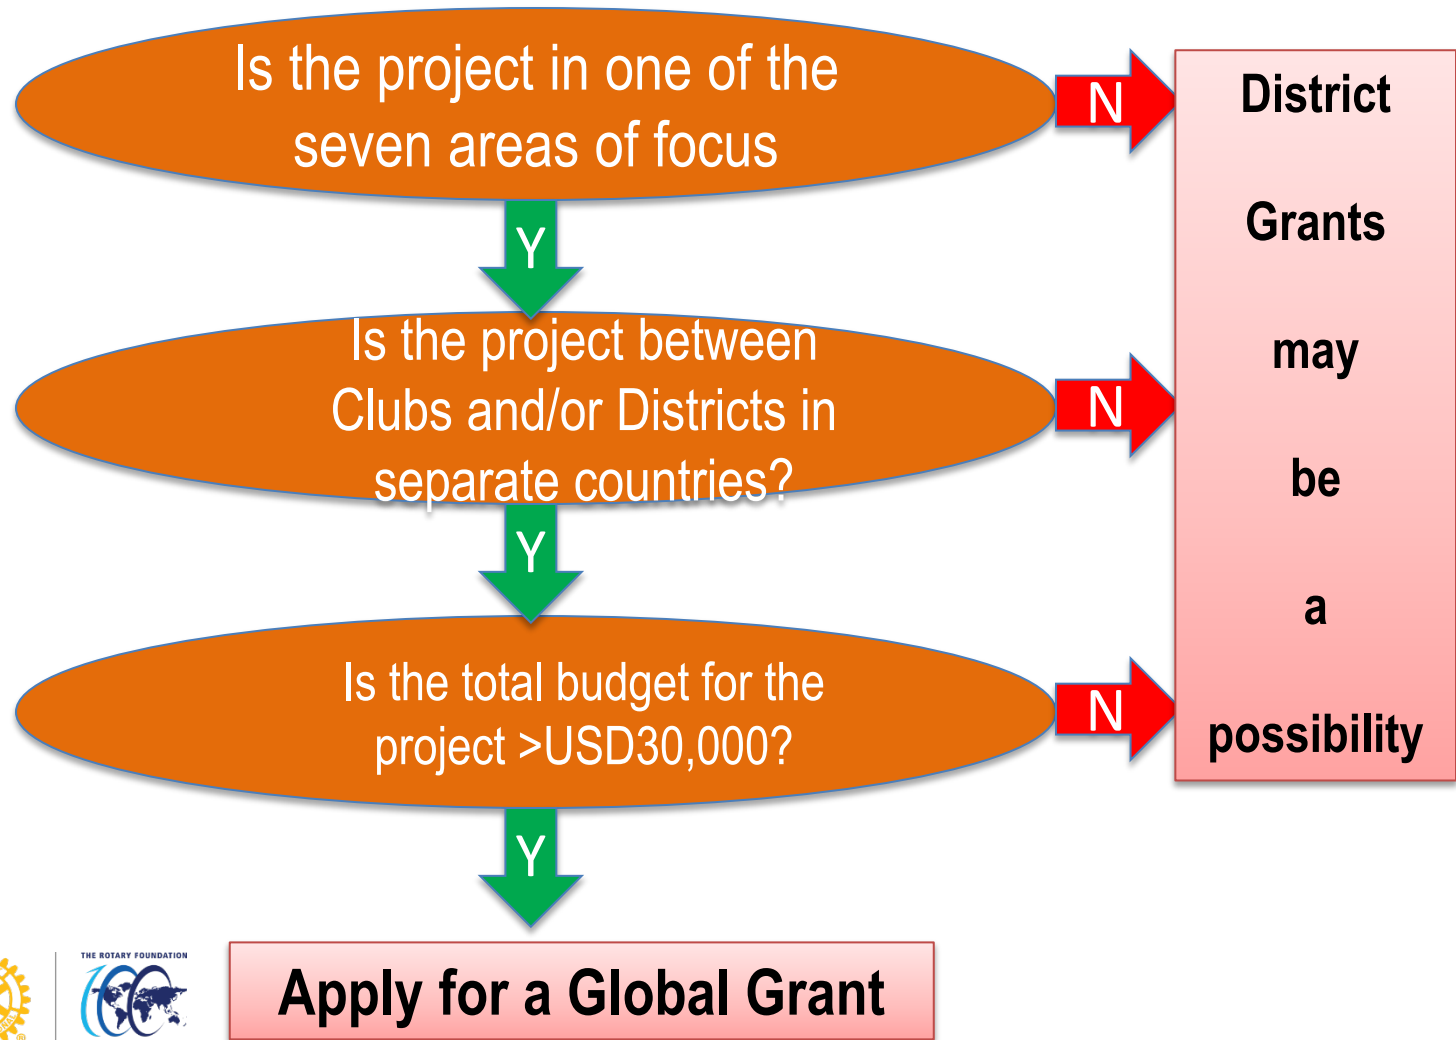 Is the project in one of the
seven areas of focus
N
Y
Is the project between
Clubs and/or Districts in
separate countries?
N
Y
Is the total budget for the
project >USD30,000?
N
Y
District
Grants
may
be
a
possibility
THE ROTARY FOUNDATION
100
Apply for a Global Grant